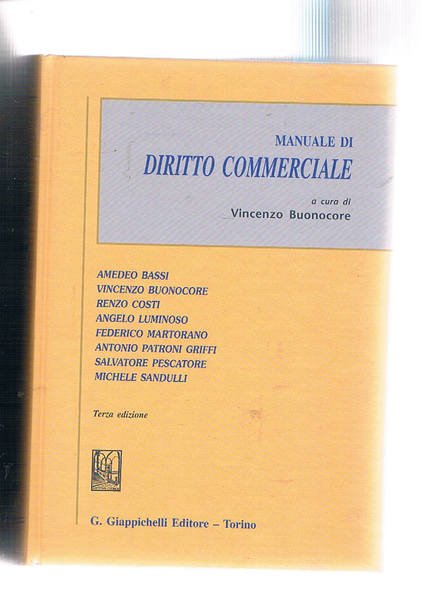 MANUALE DI
DIRITTO COMMERCIALE
a cura di
Vincenzo Buonocore
AMEDEO BASSI
VINCENZO BUONOCORE
RENZO COSTI
ANGELO LUMINOSO
FEDERICO MARTORANO
ANTONIO PATRONI GRIFFI
SALVATORE PESCATORE
MICHELE SANDULLI
Terza edizione
G. Giappichelli Editore – Torino